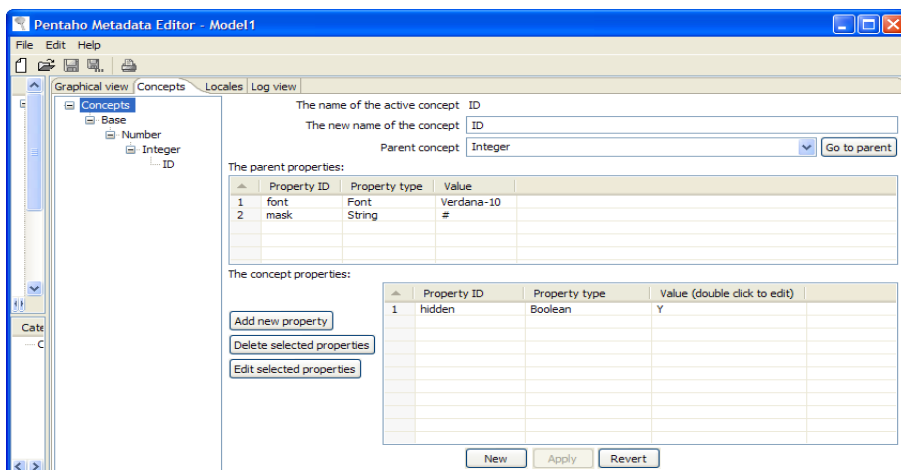 Pentaho Metadata Editor - Model1
File Edit Help
Graphical view Concepts Locales Log view
Concepts
Base
Number
Integer
ID
The name of the active concept ID
The new name of the concept ID
Parent concept Integer Go to parent
The parent properties:
Property ID Property type Value
1 font Font Verdana-10
2 mask String #
The concept properties:
Property ID Property type Value (double click to edit)
1 hidden Boolean Y
Add new property
Delete selected properties
Edit selected properties
Cate
C
New Apply Revert